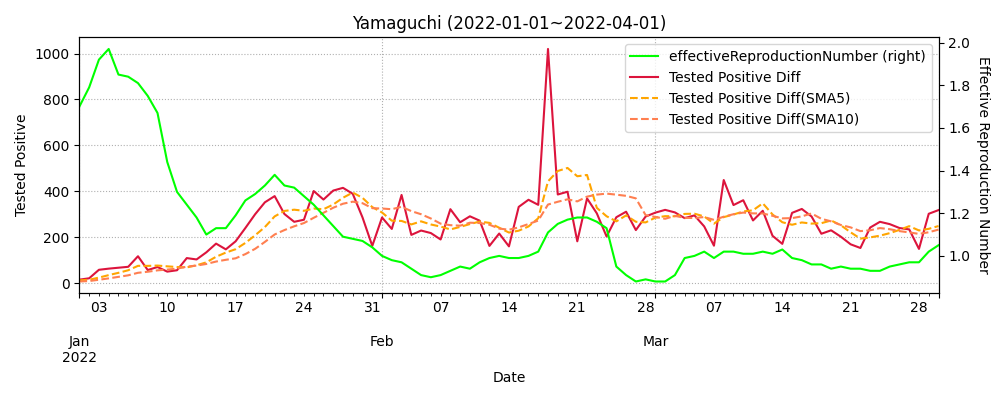 Yamaguchi (2022-01-01~2022-04-01)
effectiveReproductionNumber (right)
Tested Positive Diff
Tested Positive Diff(SMA5)
Tested Positive Diff(SMA10)
Tested Positive
1000
800
600
400
200
0
Effective Reproduction Number
2.0
1.8
1.6
1.4
1.2
1.0
03 10 17 24 31 07 14 21 28 07 14 21 28
Jan Feb Mar
2022
Date